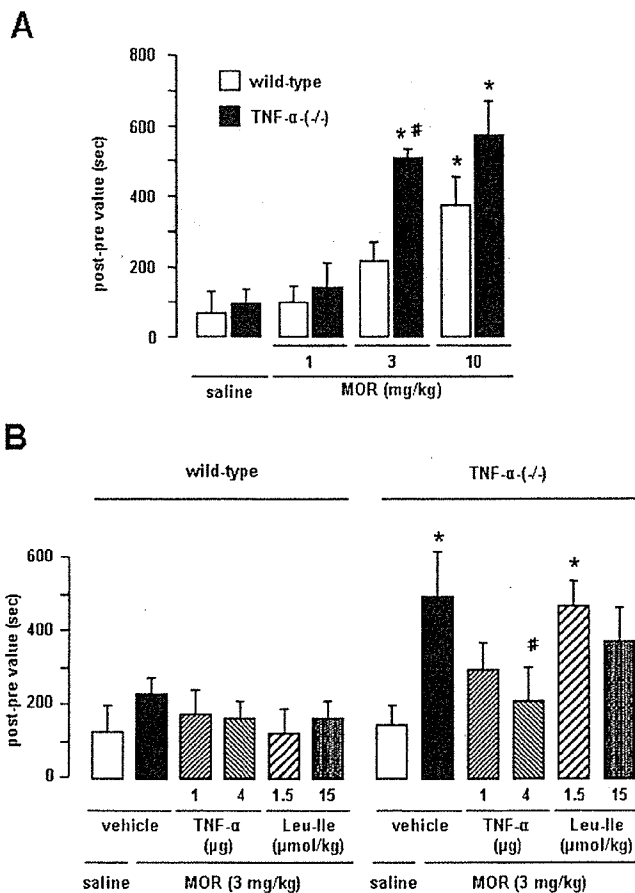 A
800
600
400
200
0
post-pre value (sec)
wild-type
TNF-α-(-/-)
* #
*
*
1 3 10
saline MOR (mg/kg)
B
wild-type TNF-α-(-/-)
600
400
200
0
post-pre value (sec)
* # *
1 4 1.5 15 1 4 1.5 15
vehicle TNF-α (µg) Leu-Ile (µmol/kg) vehicle TNF-α (µg) Leu-Ile (µmol/kg)
saline MOR (3 mg/kg) saline MOR (3 mg/kg)